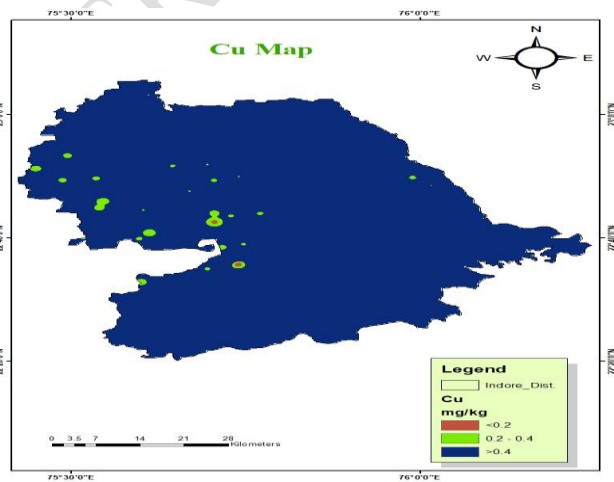 75°30'0"E 76°0'0"E
Cu Map
N
W E
S
Legend
Indore_Dist.
Cu
mg/kg
<0.2
0.2 - 0.4
>0.4
0 3.5 7 14 21 28
Kilometers
75°30'0"E 76°0'0"E